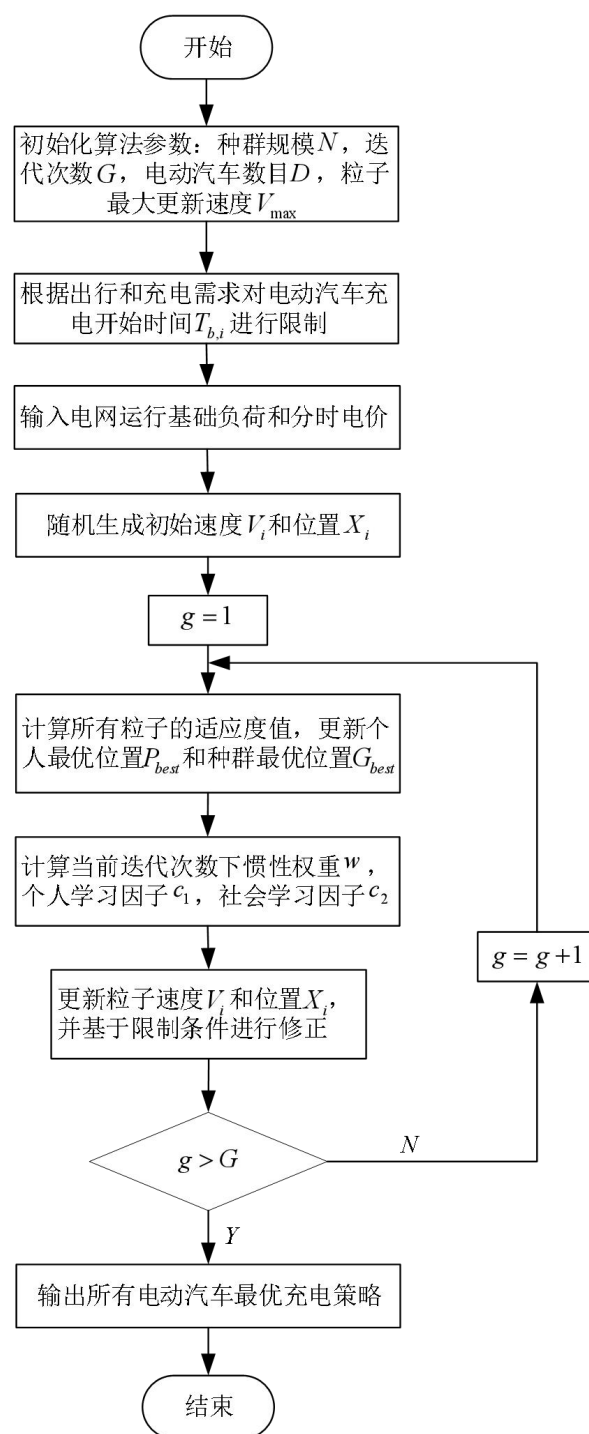 开始
初始化算法参数：种群规模N，迭
代次数G，电动汽车数目D，粒子
最大更新速度V_max
根据出行和充电需求对电动汽车充
电开始时间T_{b,i}进行限制
输入电网运行基础负荷和分时电价
随机生成初始速度V_i和位置X_i
g=1
计算所有粒子的适应度值，更新个
人最优位置P_best和种群最优位置G_best
计算当前迭代次数下惯性权重w，
个人学习因子c_1，社会学习因子c_2
g=g+1
更新粒子速度V_i和位置X_i，
并基于限制条件进行修正
g>G
N
Y
输出所有电动汽车最优充电策略
结束